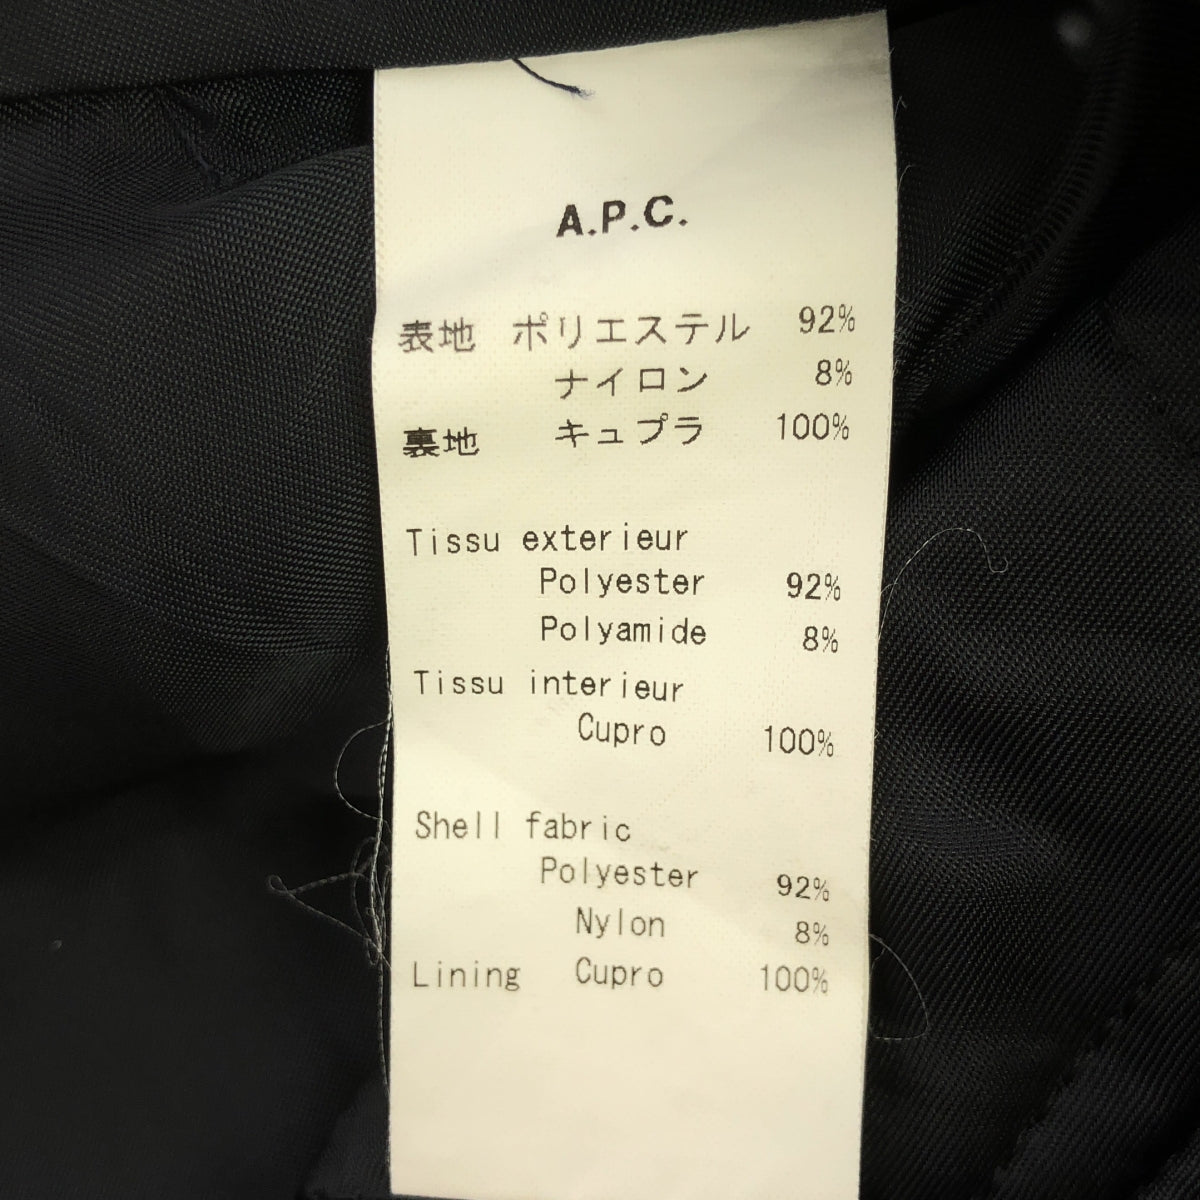 A.P.C.
表地 ポリエステル 92%
ナイロン 8%
裏地 キュプラ 100%
Tissu exterieur
Polyester 92%
Polyamide 8%
Tissu interieur
Cupro 100%
Shell fabric
Polyester 92%
Nylon 8%
Lining Cupro 100%